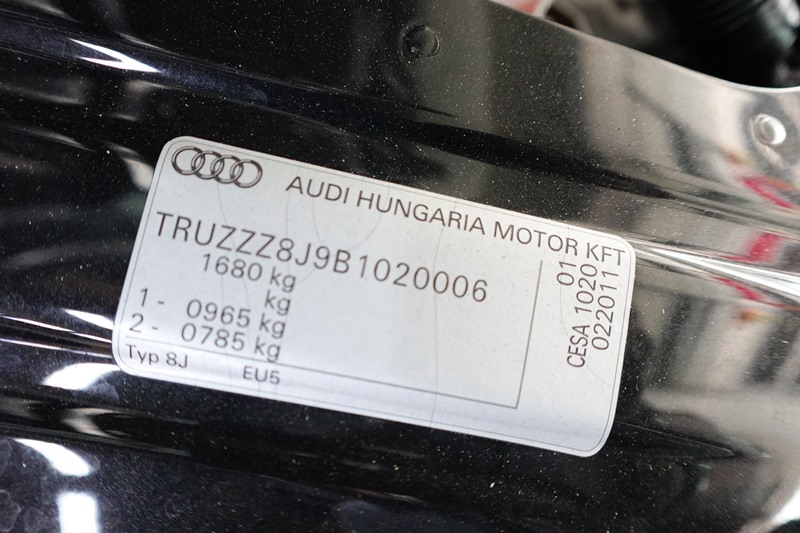 AUDI HUNGARIA MOTOR KFT
TRUZZZ8J9B1020006
1680 kg
kg
1 - 0965 kg
2 - 0785 kg
Typ 8J EU5
01
CESA 1020
022011